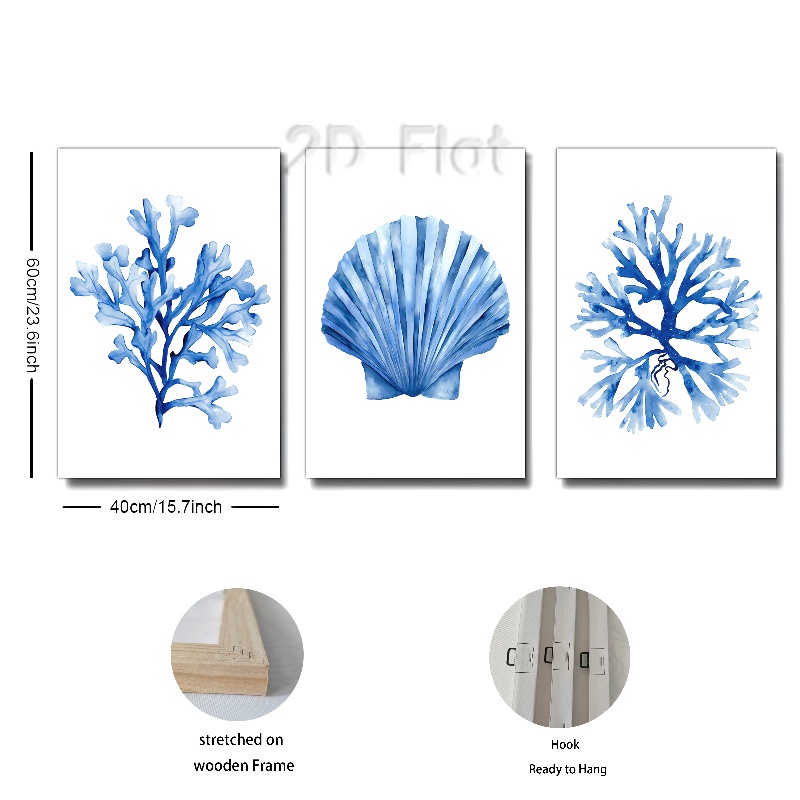 2D Flat
60cm/23.6inch
40cm/15.7inch
stretched on
wooden Frame
Hook
Ready to Hang